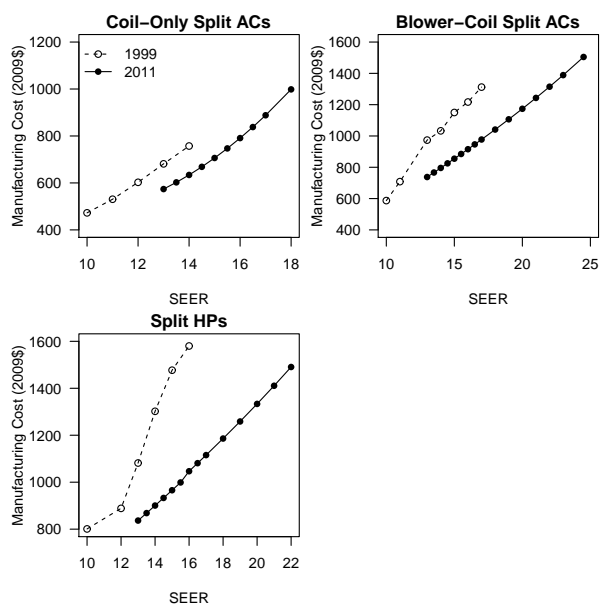 Coil−Only Split ACs
Manufacturing Cost (2009$)
1200
1000
800
600
400
1999
2011
10 12 14 16 18
SEER
Blower−Coil Split ACs
Manufacturing Cost (2009$)
1600
1400
1200
1000
800
600
400
10 15 20 25
SEER
Split HPs
Manufacturing Cost (2009$)
1600
1400
1200
1000
800
10 12 14 16 18 20 22
SEER